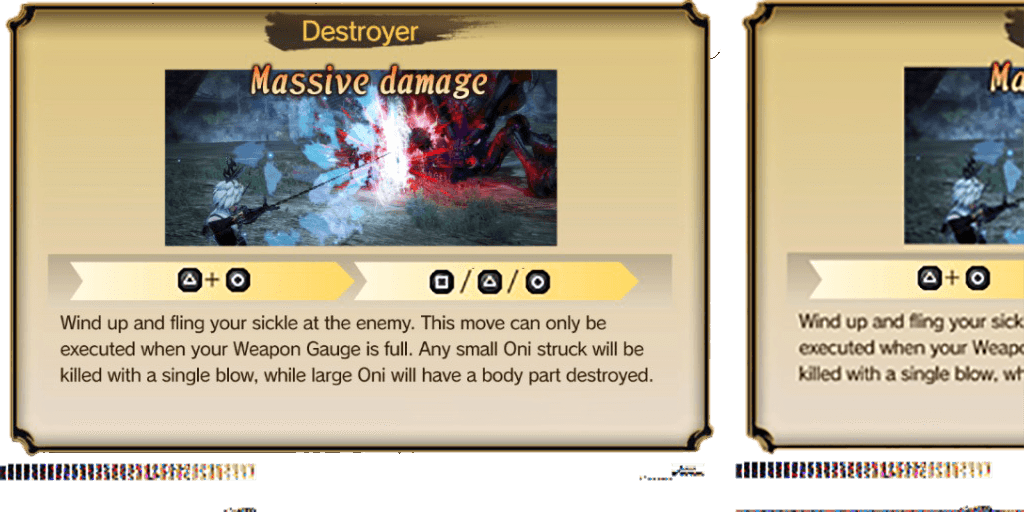 Destroyer
Massive damage
+
/ /
Wind up and fling your sickle at the enemy. This move can only be
executed when your Weapon Gauge is full. Any small Oni struck will be
killed with a single blow, while large Oni will have a body part destroyed.
Ma
+
Wind up and fling your sick
executed when your Weapo
killed with a single blow, wh